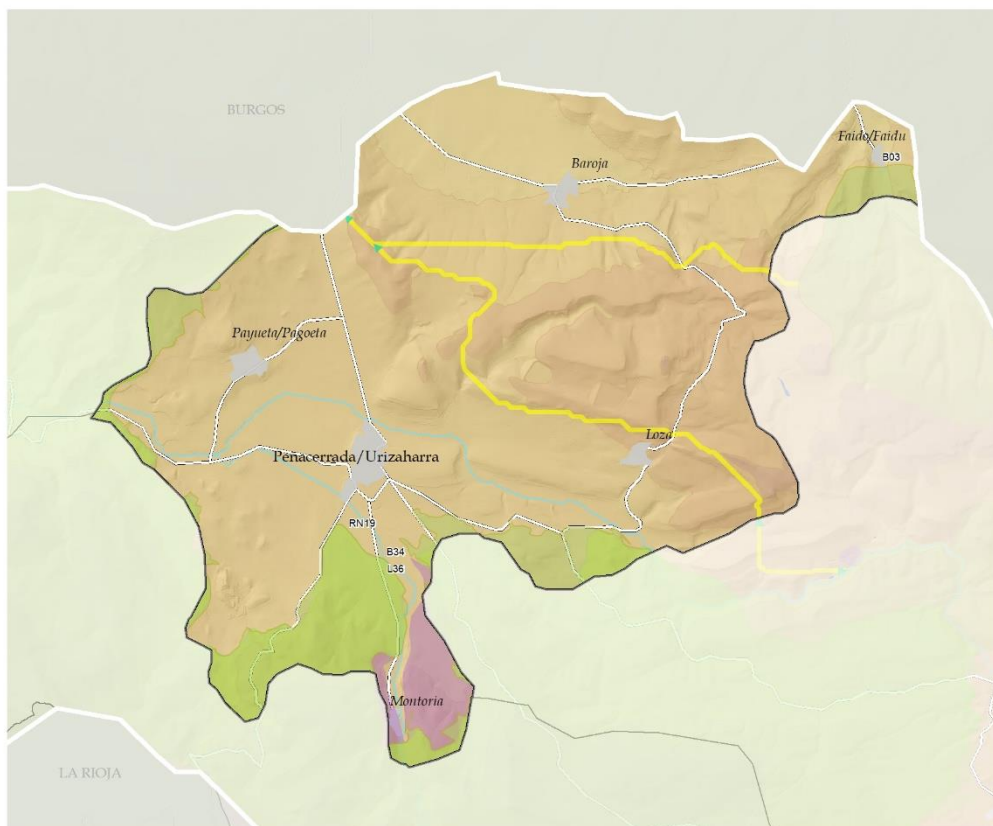 BURGOS
Faido/Faidu
B03
Baroja
Payueta/Pagoeta
Loza
Peñacerrada/Urizaharra
RN19
B34
L36
Montoria
LA RIOJA